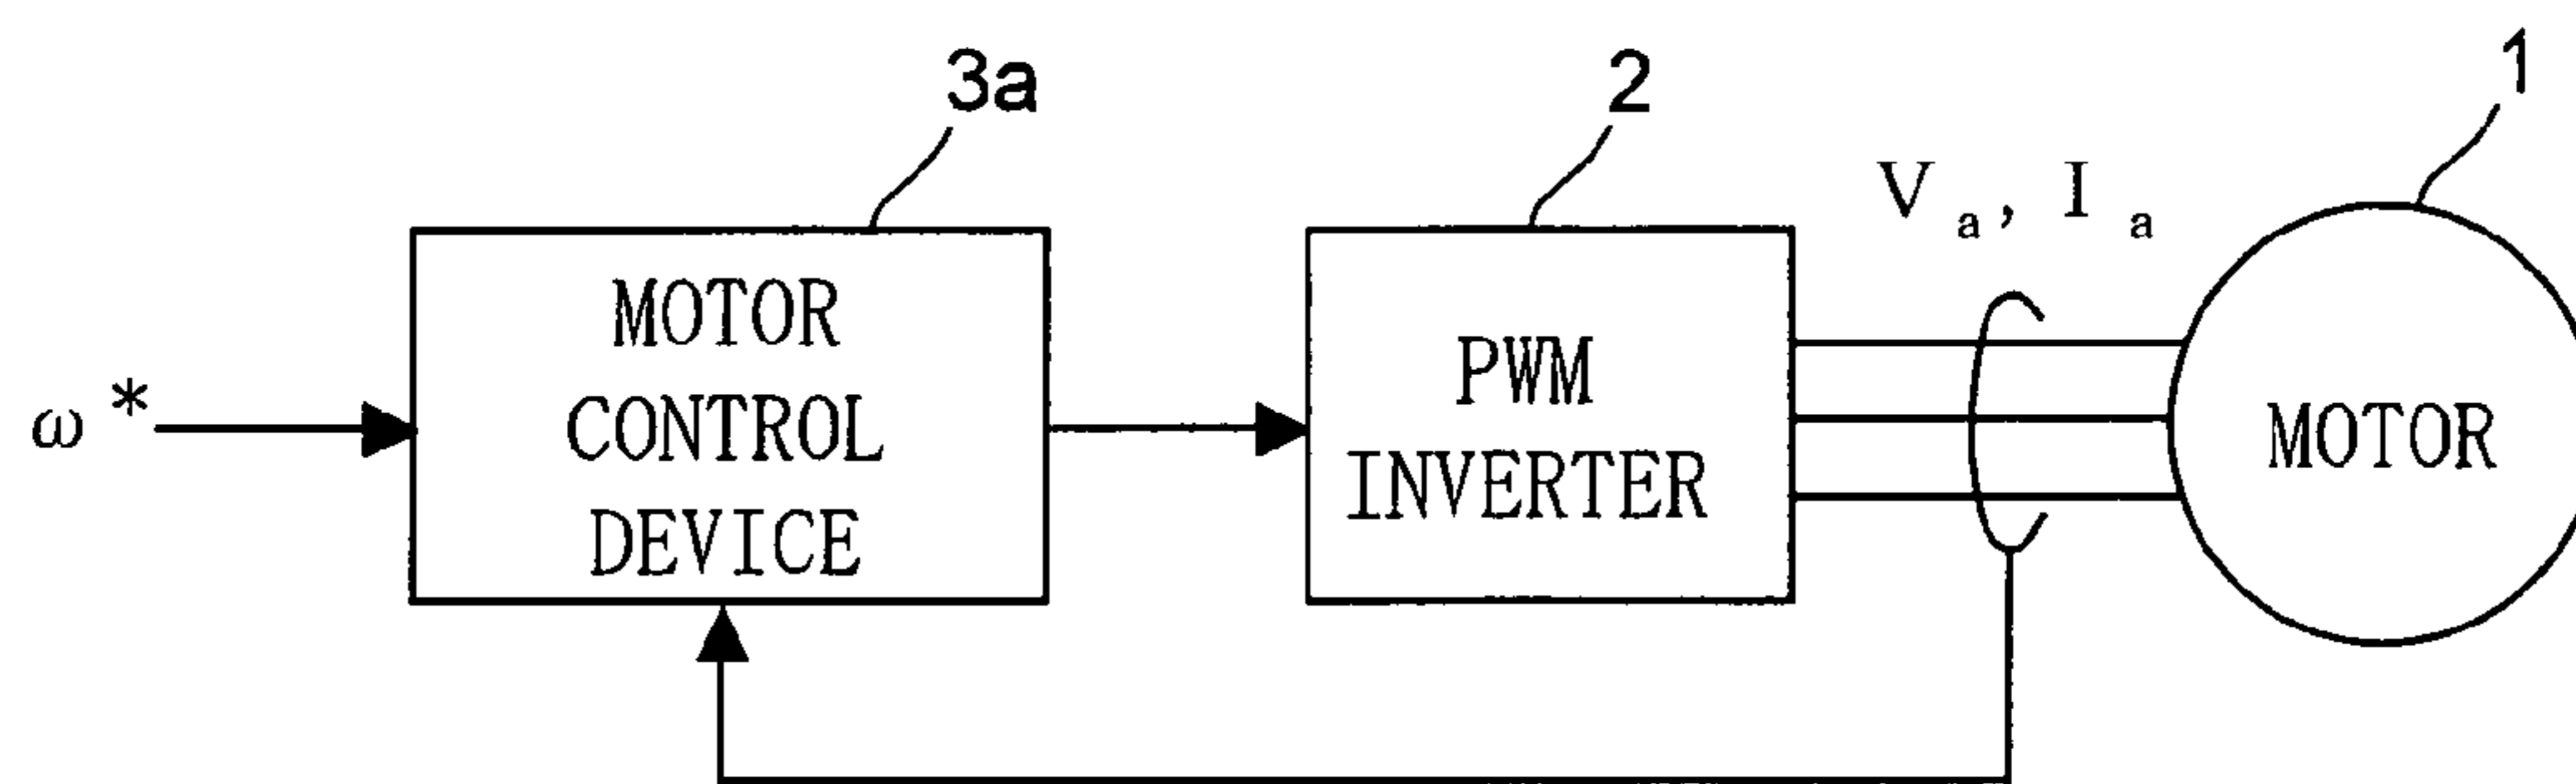 3a
2
1
V a, I a
ω *
MOTOR
CONTROL
DEVICE
PWM
INVERTER
MOTOR